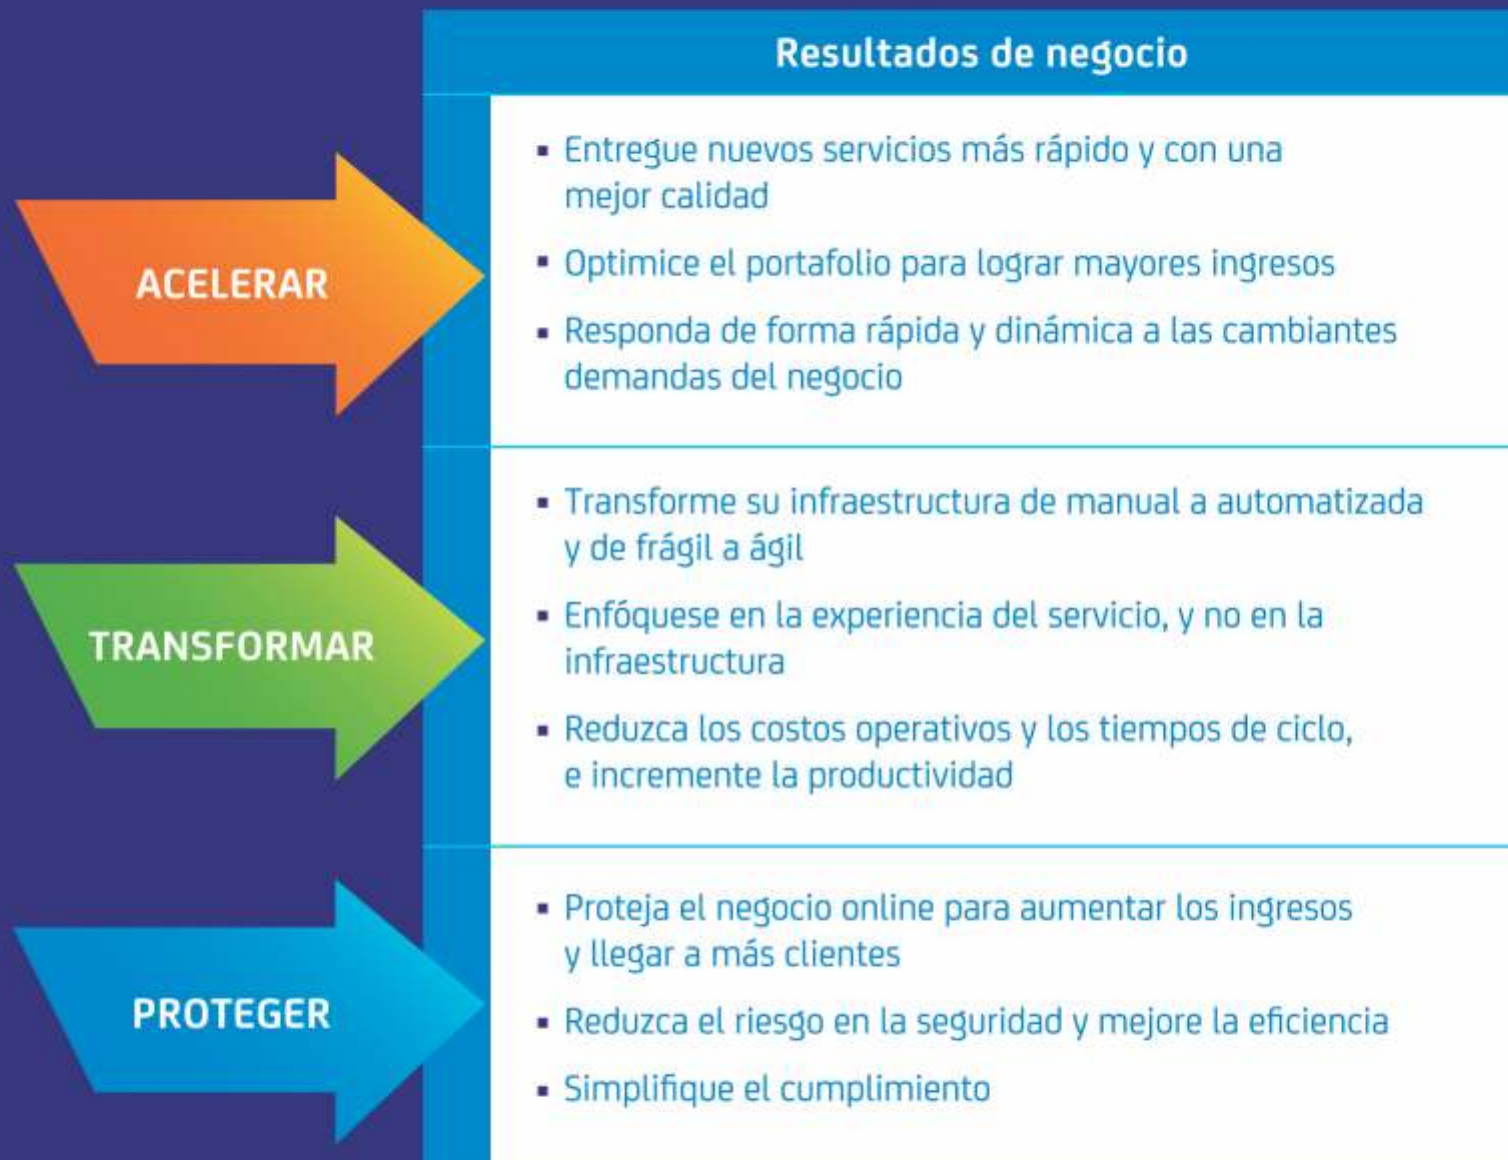 Resultados de negocio
ACELERAR
▪ Entregue nuevos servicios más rápido y con una
mejor calidad
▪ Optimice el portafolio para lograr mayores ingresos
▪ Responda de forma rápida y dinámica a las cambiantes
demandas del negocio
TRANSFORMAR
▪ Transforme su infraestructura de manual a automatizada
y de frágil a ágil
▪ Enfóquese en la experiencia del servicio, y no en la
infraestructura
▪ Reduzca los costos operativos y los tiempos de ciclo,
e incremente la productividad
PROTEGER
▪ Proteja el negocio online para aumentar los ingresos
y llegar a más clientes
▪ Reduzca el riesgo en la seguridad y mejore la eficiencia
▪ Simplifique el cumplimiento